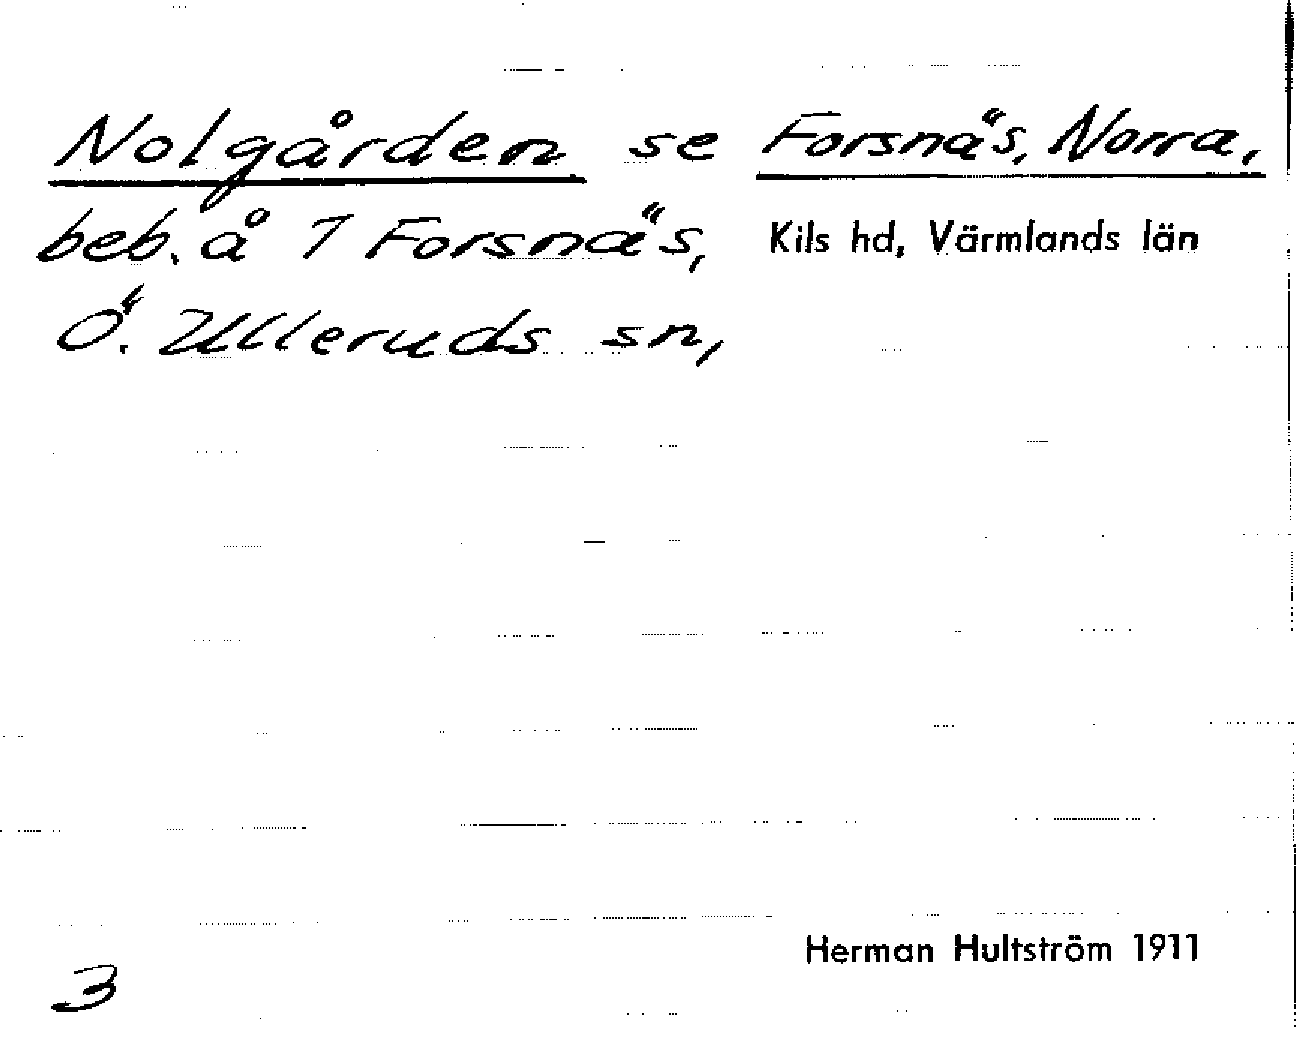 Nolgården se Forsnäs, Norra,
beb. å 7 Forsnäs, Kils hd, Värmlands län
Ö. Ulleruds sn,
Herman Hultström 1911
3